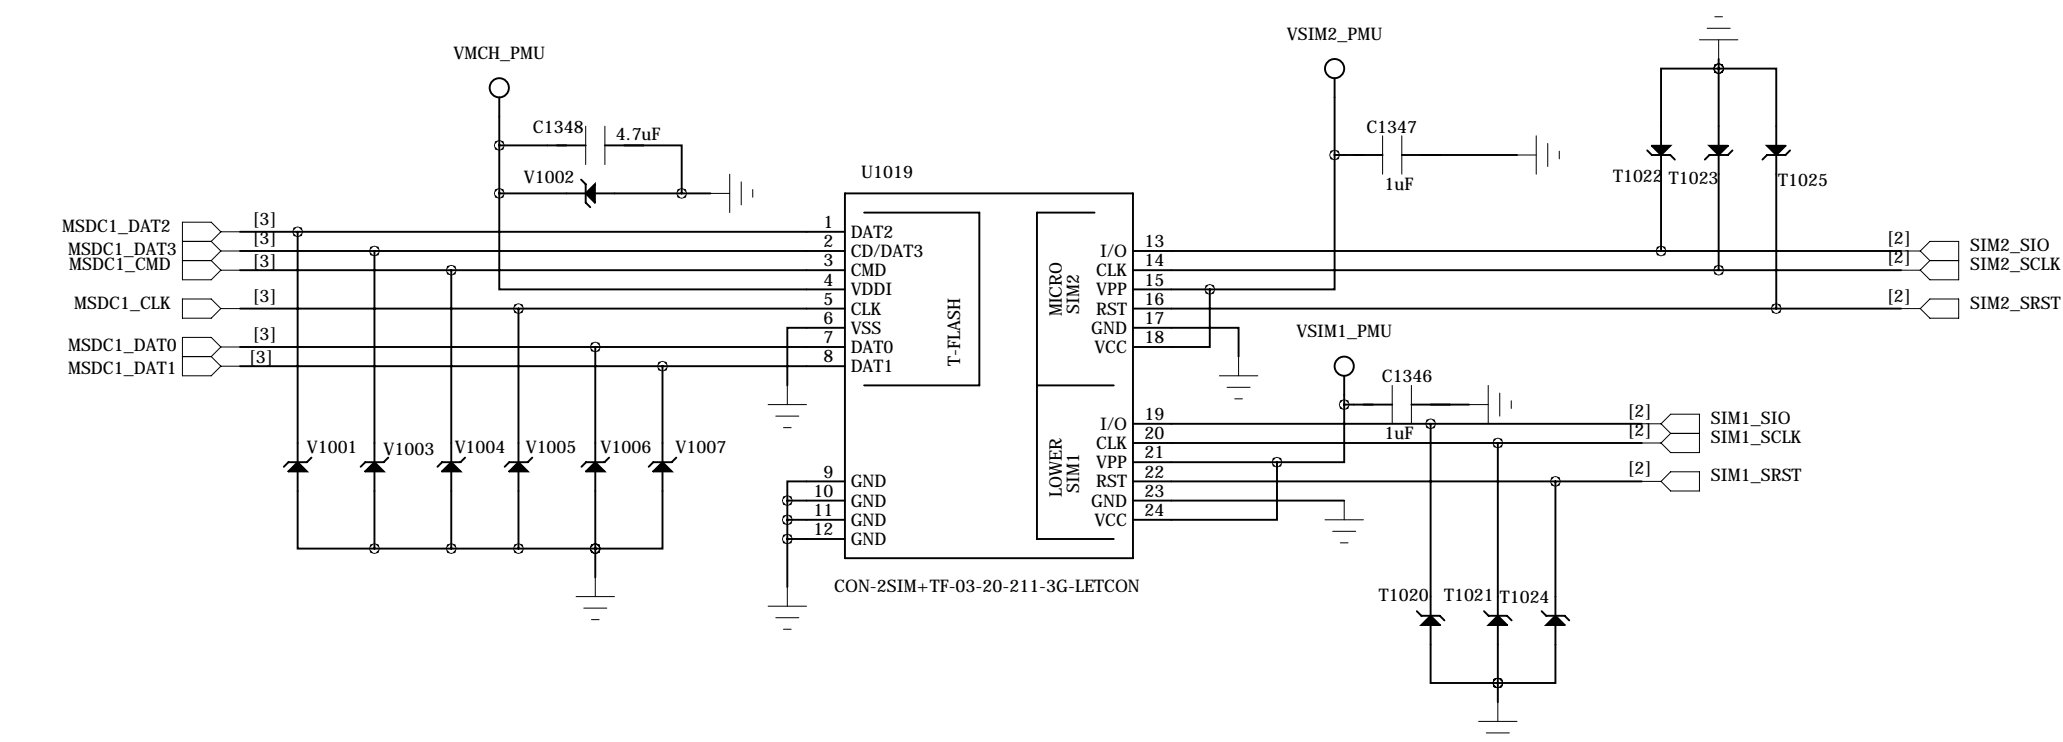 VSIM2_PMU
VMCH_PMU
C1348
4.7uF
C1347
1uF
V1002
U1019
T1022
T1023
T1025
MSDC1_DAT2
[3]
1
DAT2
MSDC1_DAT3
[3]
2
CD/DAT3
MSDC1_CMD
[3]
3
CMD
4
VDDI
MSDC1_CLK
[3]
5
CLK
6
VSS
MSDC1_DAT0
[3]
7
DAT0
MSDC1_DAT1
[3]
8
DAT1
T-FLASH
MICRO
SIM2
I/O
13
[2]
SIM2_SIO
CLK
14
[2]
SIM2_SCLK
VPP
15
RST
16
[2]
SIM2_SRST
GND
17
VCC
18
VSIM1_PMU
C1346
1uF
LOWER
SIM1
I/O
19
[2]
SIM1_SIO
CLK
20
[2]
SIM1_SCLK
VPP
21
RST
22
[2]
SIM1_SRST
GND
23
VCC
24
V1001
V1003
V1004
V1005
V1006
V1007
9
GND
10
GND
11
GND
12
GND
CON-2SIM+TF-03-20-211-3G-LETCON
T1020
T1021
T1024